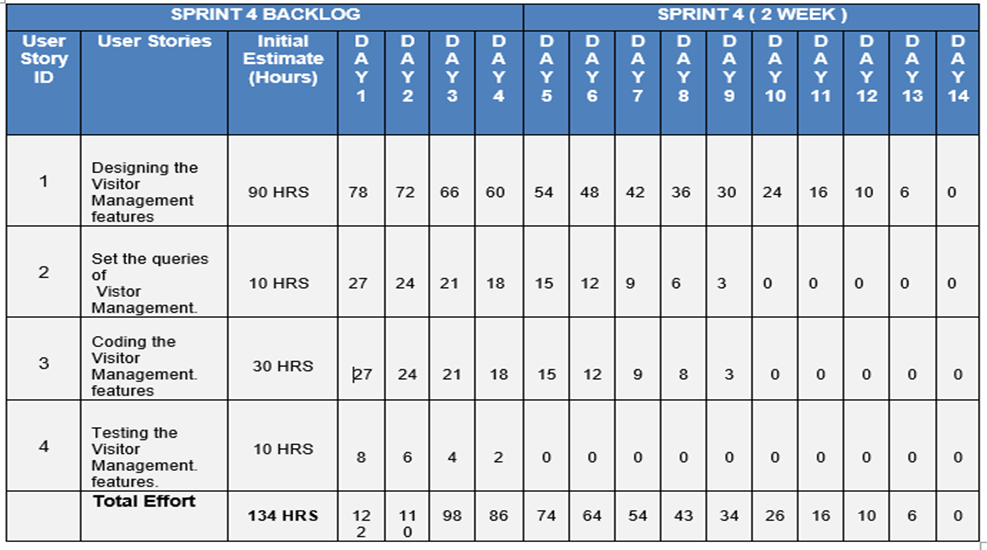 SPRINT 4 BACKLOG SPRINT 4 ( 2 WEEK )
User Story ID User Stories Initial Estimate (Hours) DAY 1 DAY 2 DAY 3 DAY 4 DAY 5 DAY 6 DAY 7 DAY 8 DAY 9 DAY 10 DAY 11 DAY 12 DAY 13 DAY 14
1 Designing the Visitor Management features 90 HRS 78 72 66 60 54 48 42 36 30 24 16 10 6 0
2 Set the queries of Vistor Management. 10 HRS 27 24 21 18 15 12 9 6 3 0 0 0 0 0
3 Coding the Visitor Management. features 30 HRS 27 24 21 18 15 12 9 8 3 0 0 0 0 0
4 Testing the Visitor Management. features. 10 HRS 8 6 4 2 0 0 0 0 0 0 0 0 0 0
Total Effort 134 HRS 122 110 98 86 74 64 54 43 34 26 16 10 6 0